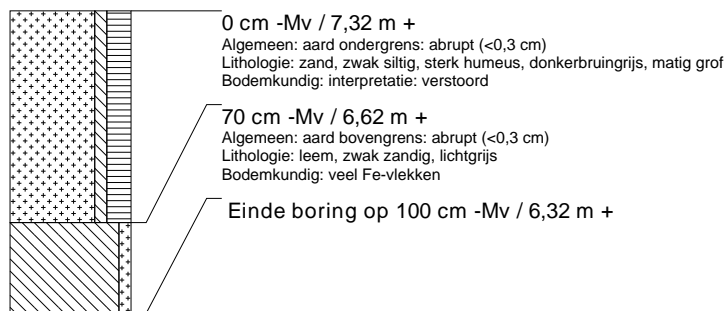 0 cm -Mv / 7,32 m +
Algemeen: aard ondergrens: abrupt (<0,3 cm)
Lithologie: zand, zwak siltig, sterk humeus, donkerbruingrijs, matig grof
Bodemkundig: interpretatie: verstoord
70 cm -Mv / 6,62 m +
Algemeen: aard bovengrens: abrupt (<0,3 cm)
Lithologie: leem, zwak zandig, lichtgrijs
Bodemkundig: veel Fe-vlekken
Einde boring op 100 cm -Mv / 6,32 m +